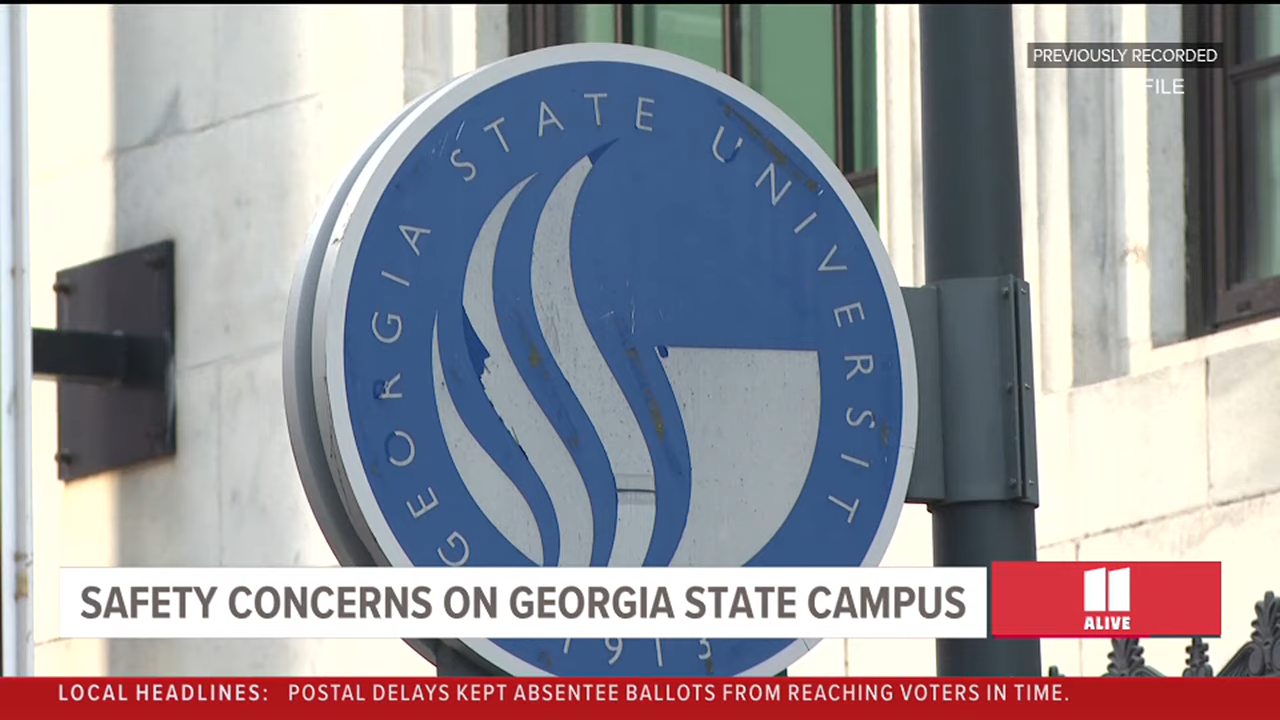 PREVIOUSLY RECORDED
FILE
GEORGIA STATE UNIVERSIT
1913
SAFETY CONCERNS ON GEORGIA STATE CAMPUS
11
ALIVE
LOCAL HEADLINES: POSTAL DELAYS KEPT ABSENTEE BALLOTS FROM REACHING VOTERS IN TIME.